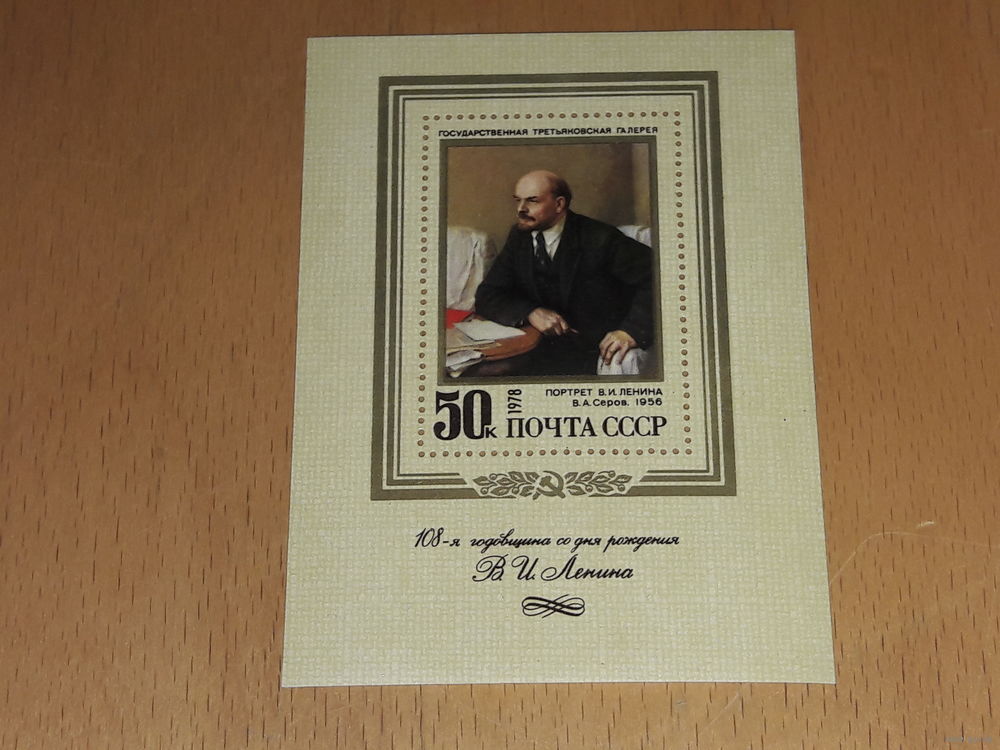 ГОСУДАРСТВЕННАЯ ТРЕТЬЯКОВСКАЯ ГАЛЕРЕЯ
50к 1978
ПОРТРЕТ В.И.ЛЕНИНА
В.А.Серов. 1956
ПОЧТА СССР
108-я годовщина со дня рождения
В. И. Ленина